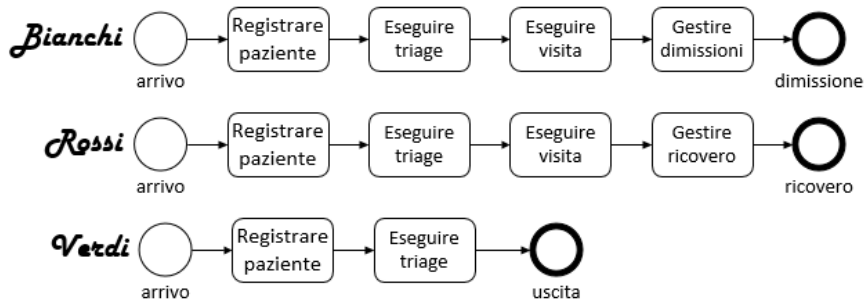 Bianchi
Registrare
paziente
Eseguire
triage
Eseguire
visita
Gestire
dimissioni
arrivo
dimissione
Rossi
Registrare
paziente
Eseguire
triage
Eseguire
visita
Gestire
ricovero
arrivo
ricovero
Verdi
Registrare
paziente
Eseguire
triage
arrivo
uscita